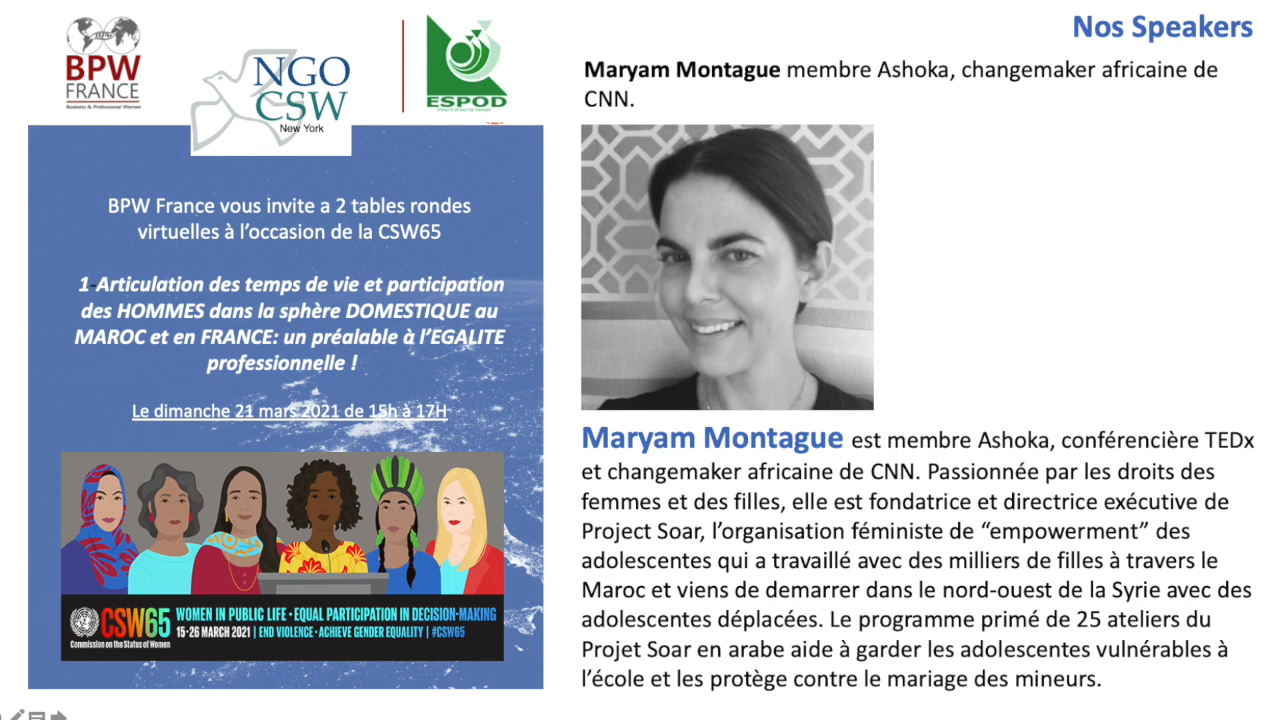 BPW
FRANCE
Business & Professional Women
NGO
CSW
New York
ESPOD
BPW France vous invite a 2 tables rondes
virtuelles à l’occasion de la CSW65
1-Articulation des temps de vie et participation
des HOMMES dans la sphère DOMESTIQUE au
MAROC et en FRANCE: un préalable à l’EGALITE
professionnelle !
Le dimanche 21 mars 2021 de 15h à 17H
CSW65
Commission on the Status of Women
WOMEN IN PUBLIC LIFE · EQUAL PARTICIPATION IN DECISION-MAKING
15-26 MARCH 2021 | END VIOLENCE · ACHIEVE GENDER EQUALITY | #CSW65
Nos Speakers
Maryam Montague membre Ashoka, changemaker africaine de
CNN.
Maryam Montague est membre Ashoka, conférencière TEDx
et changemaker africaine de CNN. Passionnée par les droits des
femmes et des filles, elle est fondatrice et directrice exécutive de
Project Soar, l’organisation féministe de “empowerment” des
adolescentes qui a travaillé avec des milliers de filles à travers le
Maroc et viens de demarrer dans le nord-ouest de la Syrie avec des
adolescentes déplacées. Le programme primé de 25 ateliers du
Projet Soar en arabe aide à garder les adolescentes vulnérables à
l’école et les protège contre le mariage des mineurs.